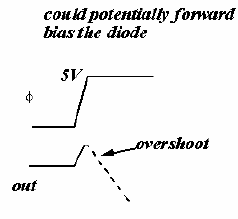 could potentially forward
bias the diode
5V
ϕ
overshoot
out